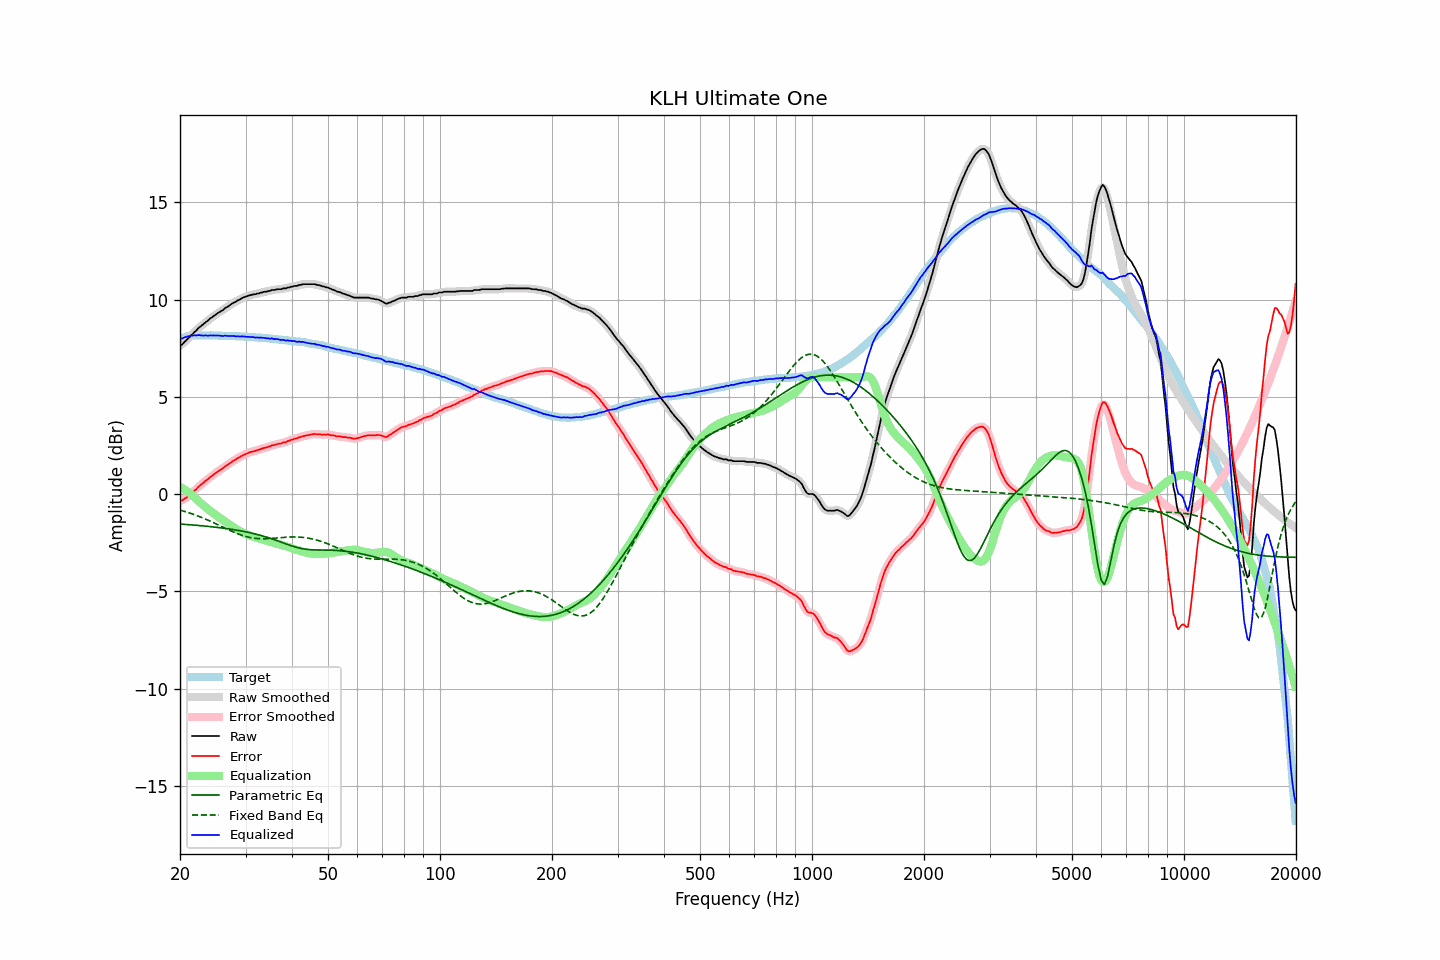 KLH Ultimate One
Amplitude (dBr)
15
10
5
0
−5
−10
−15
Target
Raw Smoothed
Error Smoothed
Raw
Error
Equalization
Parametric Eq
Fixed Band Eq
Equalized
20 50 100 200 500 1000 2000 5000 10000 20000
Frequency (Hz)